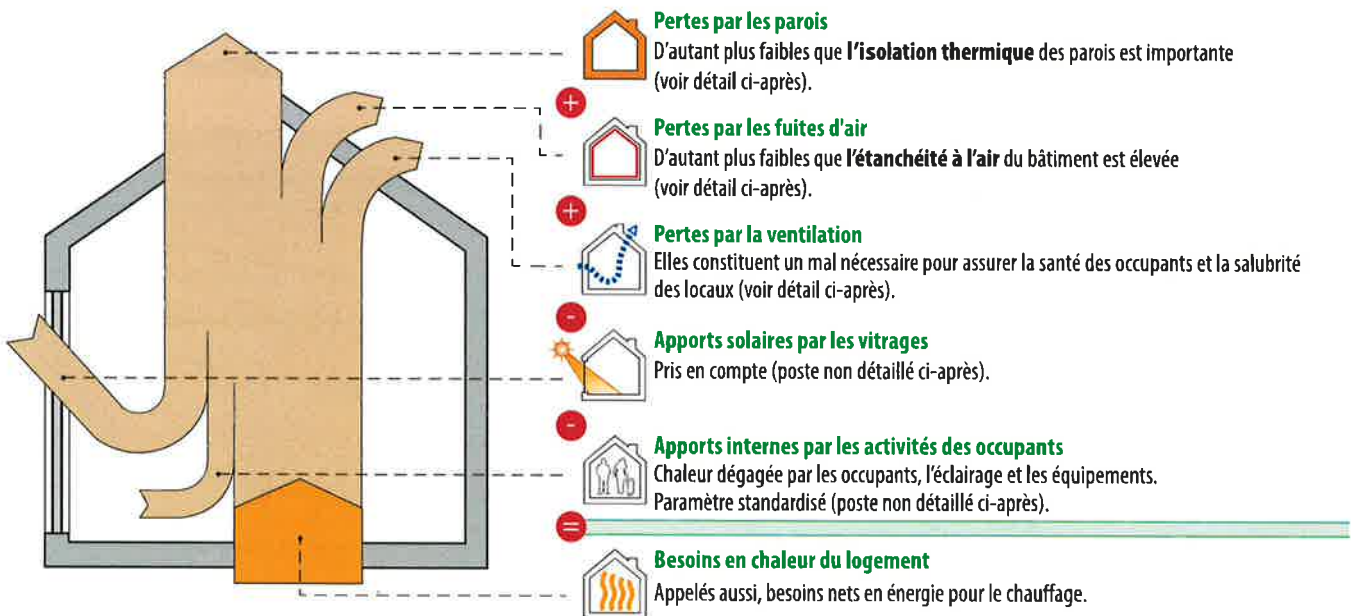 Pertes par les parois
D'autant plus faibles que l'isolation thermique des parois est importante
(voir détail ci-après).
+
Pertes par les fuites d'air
D'autant plus faibles que l'étanchéité à l'air du bâtiment est élevée
(voir détail ci-après).
+
Pertes par la ventilation
Elles constituent un mal nécessaire pour assurer la santé des occupants et la salubrité
des locaux (voir détail ci-après).
-
Apports solaires par les vitrages
Pris en compte (poste non détaillé ci-après).
-
Apports internes par les activités des occupants
Chaleur dégagée par les occupants, l'éclairage et les équipements.
Paramètre standardisé (poste non détaillé ci-après).
=
Besoins en chaleur du logement
Appelés aussi, besoins nets en énergie pour le chauffage.